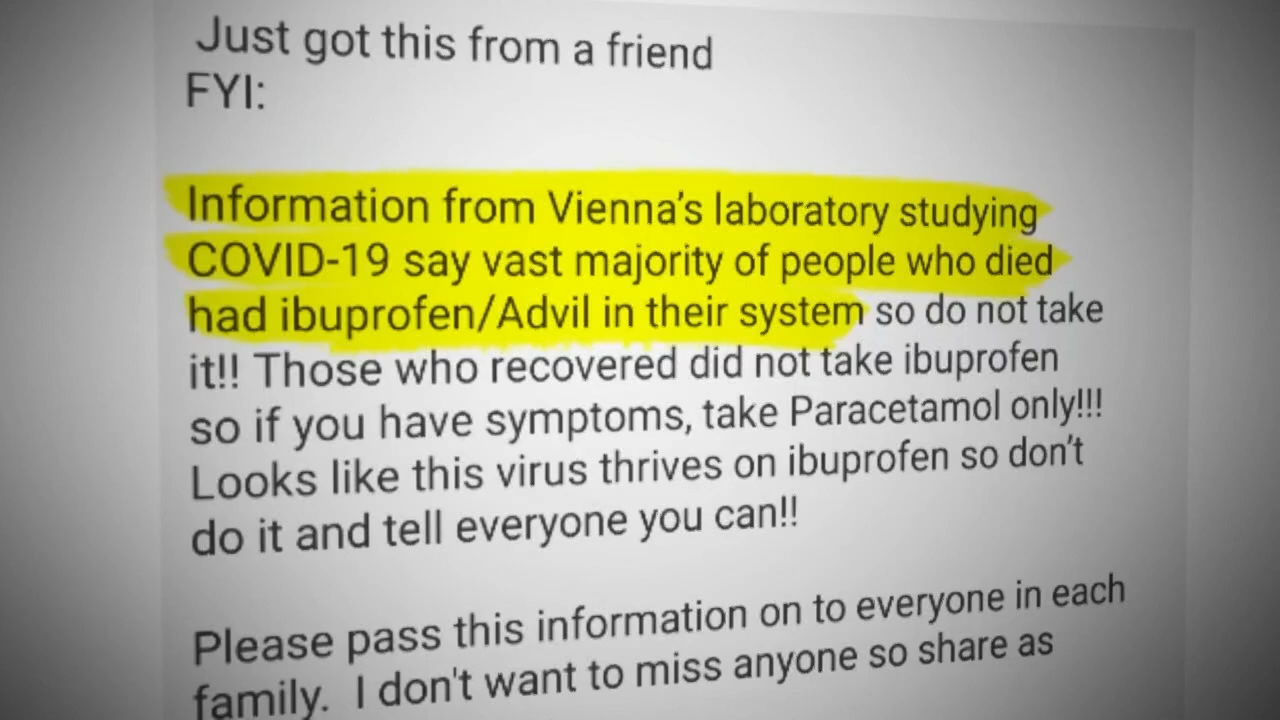 Just got this from a friend
FYI:
Information from Vienna's laboratory studying
COVID-19 say vast majority of people who died
had ibuprofen/Advil in their system so do not take
it!! Those who recovered did not take ibuprofen
so if you have symptoms, take Paracetamol only!!!
Looks like this virus thrives on ibuprofen so don't
do it and tell everyone you can!!
Please pass this information on to everyone in each
family. I don't want to miss anyone so share as